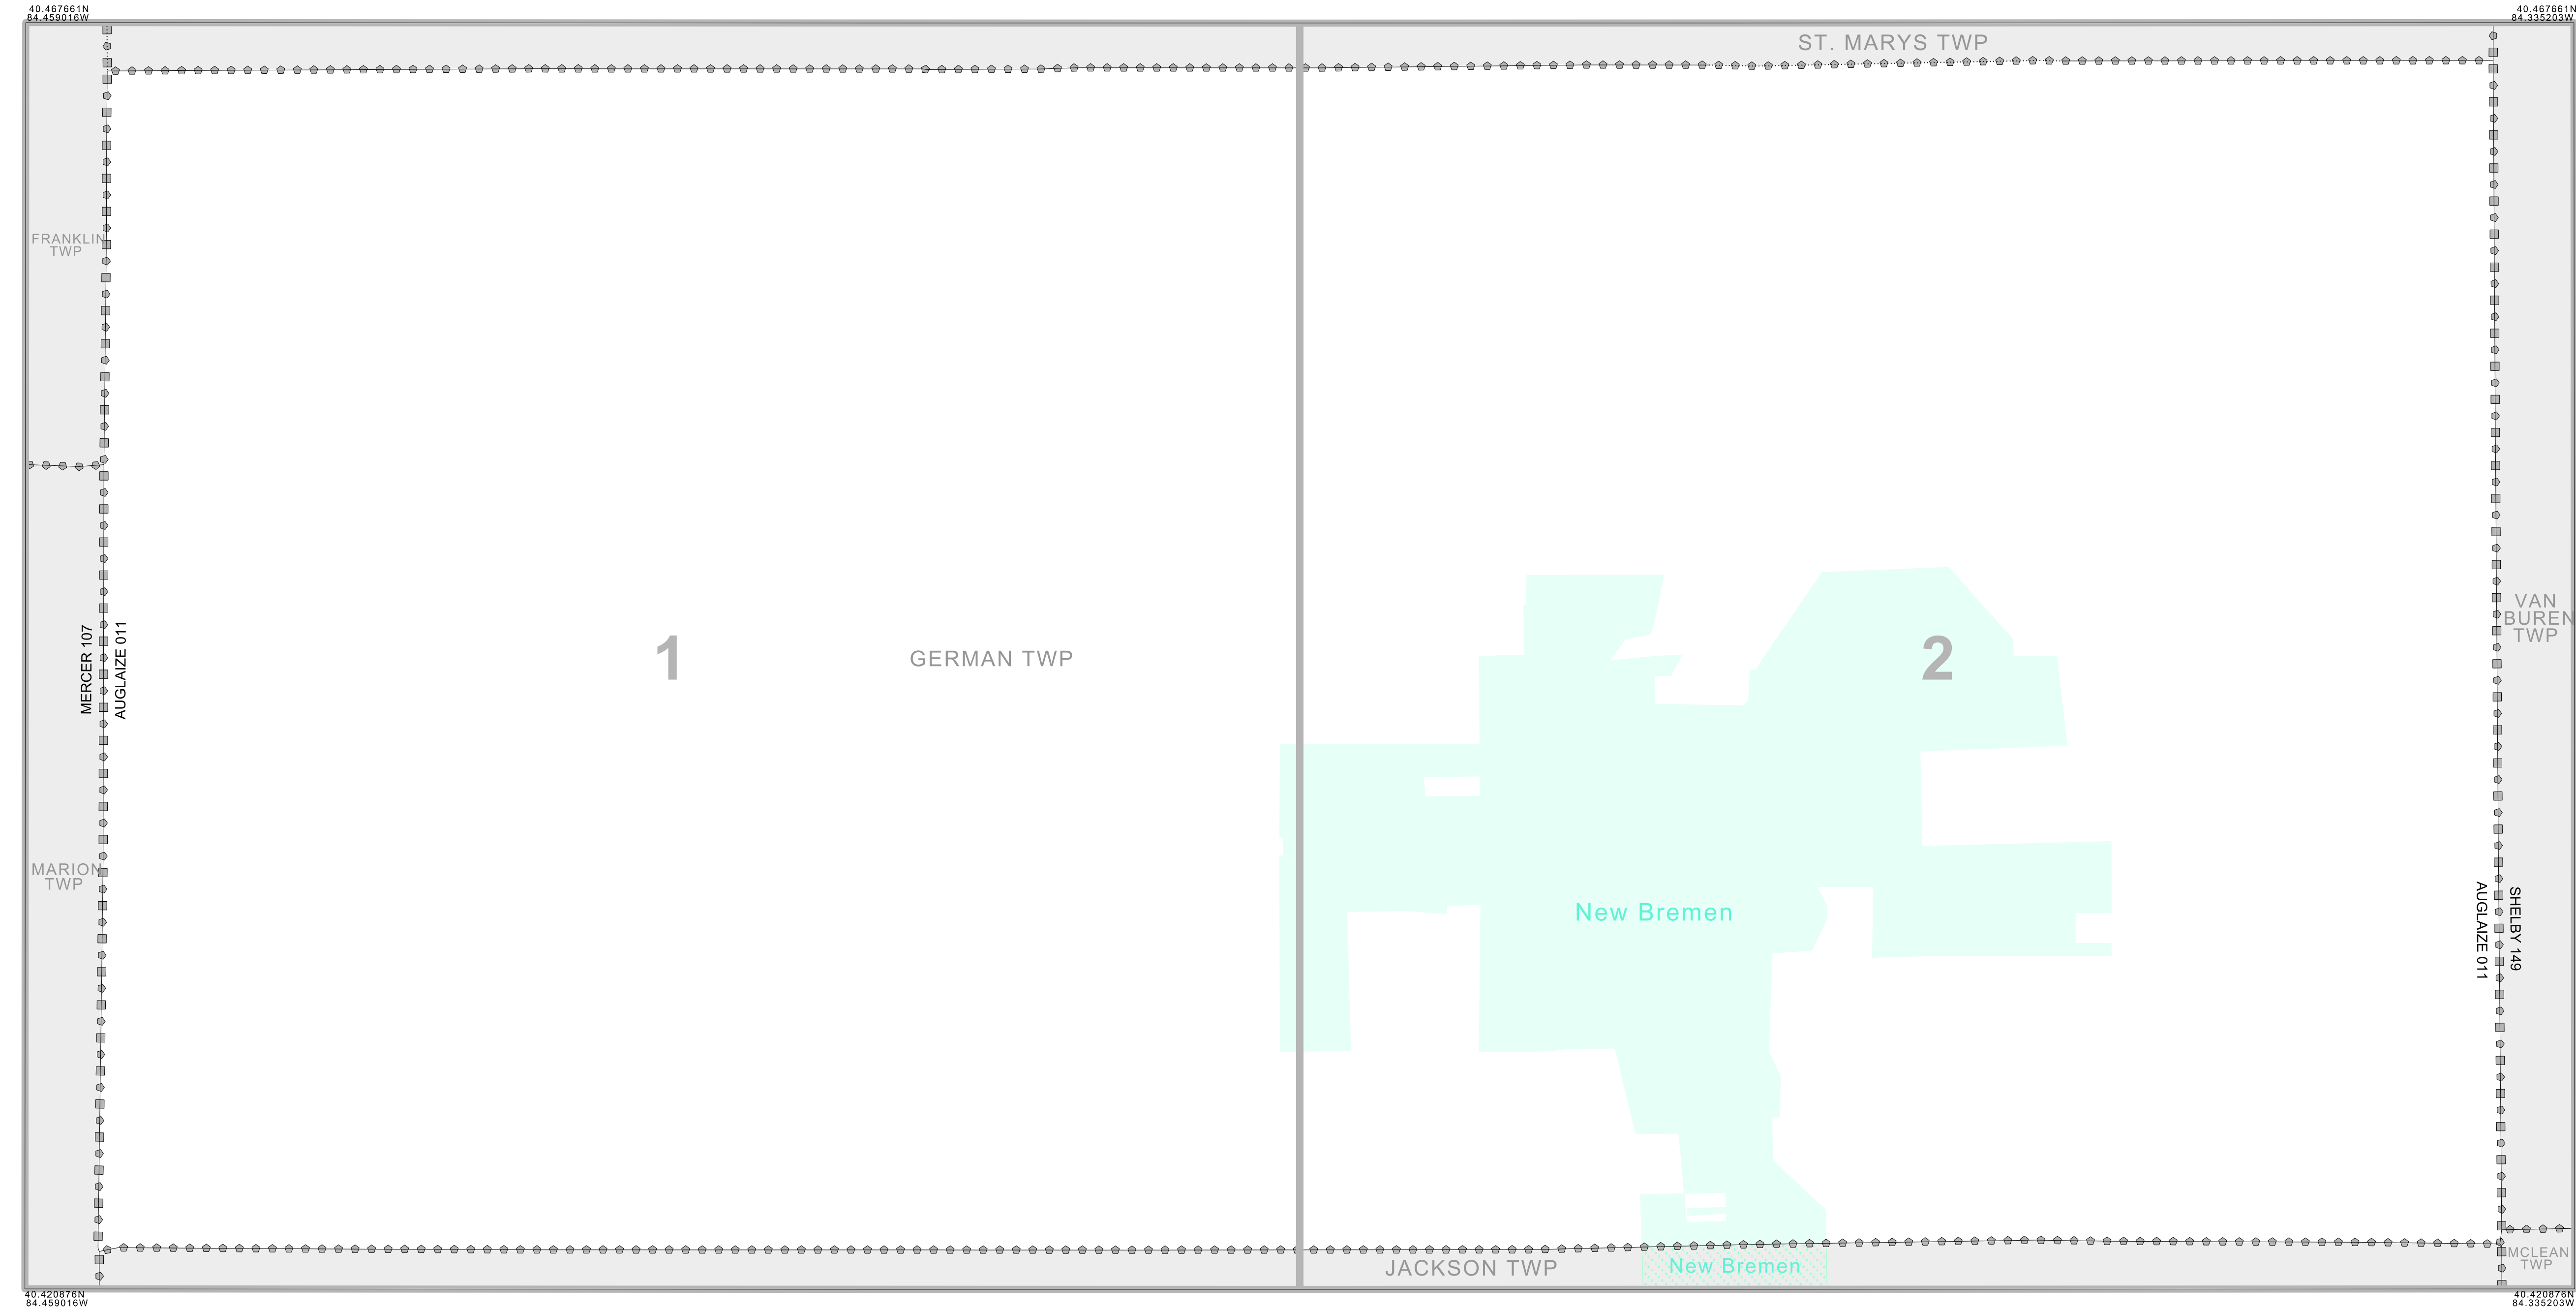 40.467661N
84.459016W
40.467661N
84.335203W
ST. MARYS TWP
FRANKLIN
TWP
VAN
BUREN
TWP
1
GERMAN TWP
2
MERCER 107
AUGLAIZE 011
MARION
TWP
New Bremen
AUGLAIZE 011
SHELBY 149
JACKSON TWP
New Bremen
MCLEAN
TWP
40.420876N
84.459016W
40.420876N
84.335203W